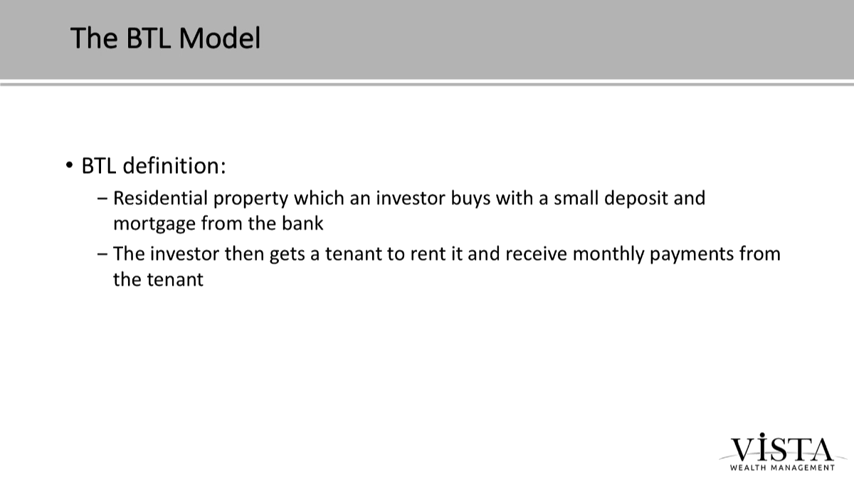 The BTL Model
• BTL definition:
– Residential property which an investor buys with a small deposit and
mortgage from the bank
– The investor then gets a tenant to rent it and receive monthly payments from
the tenant
VISTA
WEALTH MANAGEMENT